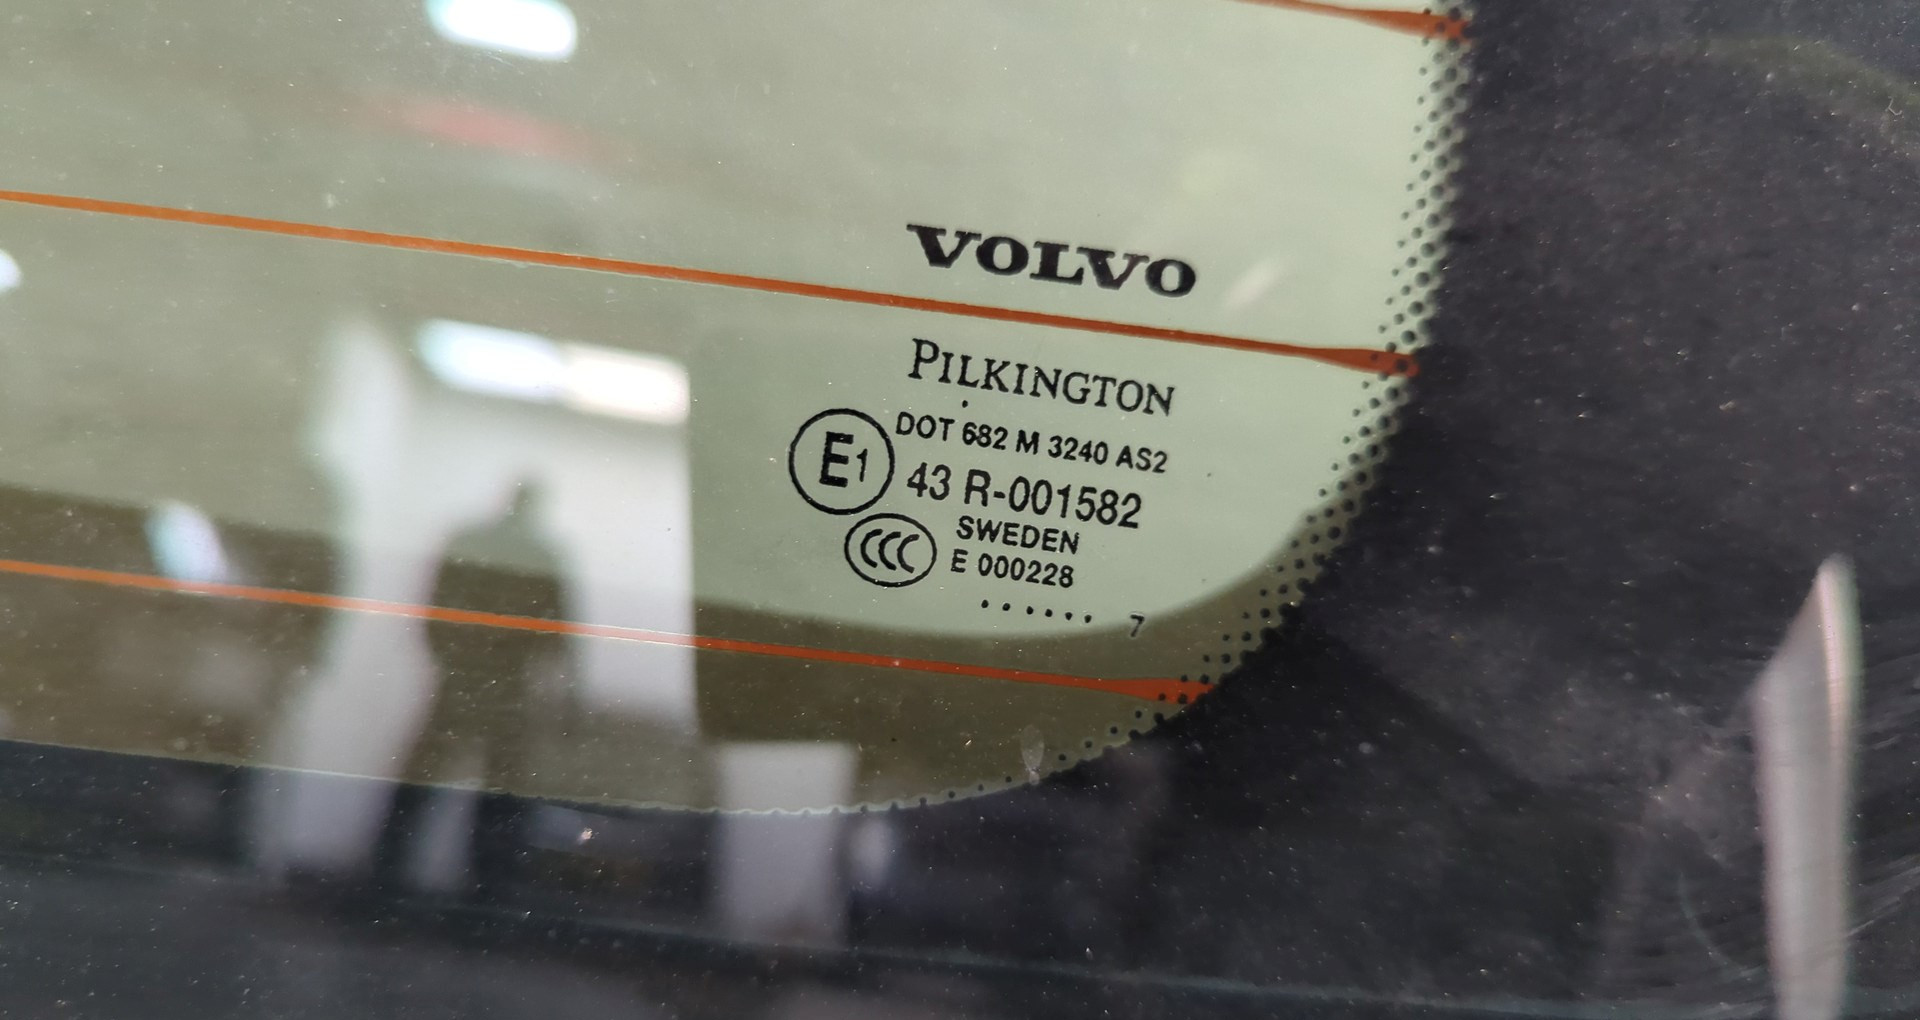 VOLVO
PILKINGTON
DOT 682 M 3240 AS2
E1 43 R-001582
CCC SWEDEN
E 000228
...... 7